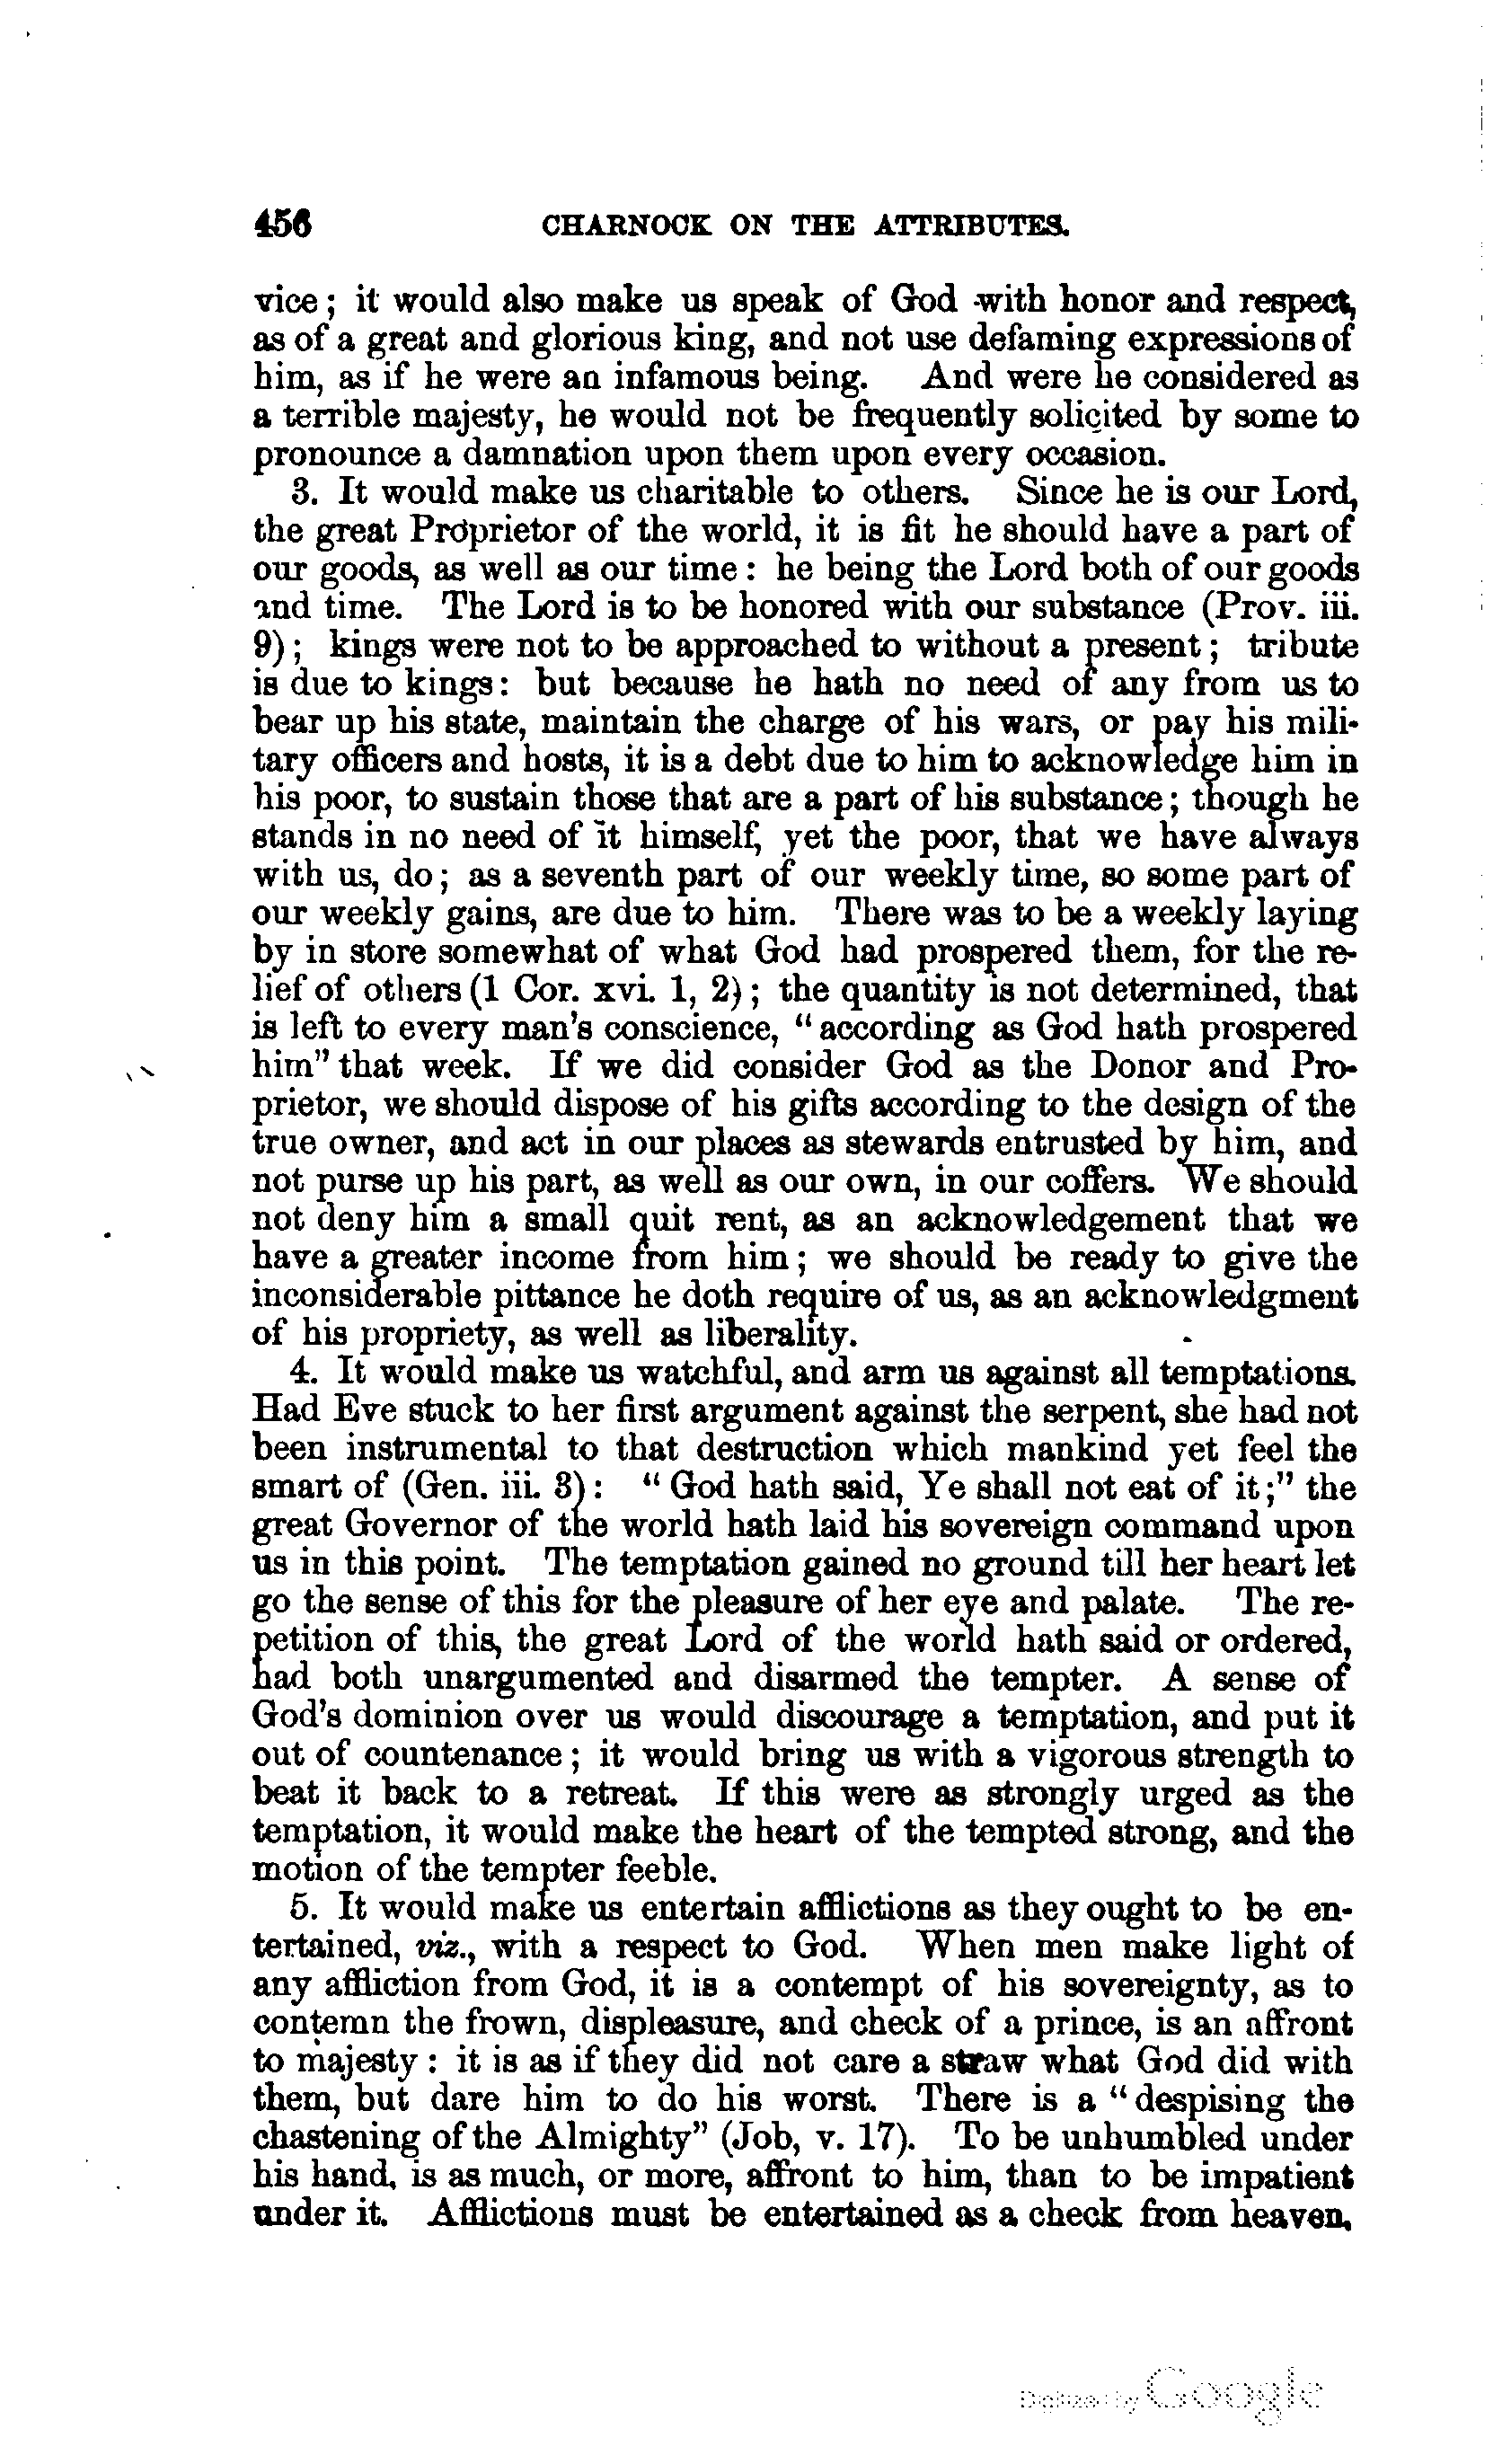 456 CHARNOCK ON THE ATTRIBUTES.
vice; it would also make us speak of God with honor and respect,
as of a great and glorious king, and not use defaming expressions of
him, as if he were an infamous being. And were he considered as
a terrible majesty, he would not be frequently solicited by some to
pronounce a damnation upon them upon every occasion.
3. It would make us charitable to others. Since he is our Lord,
the great Proprietor of the world, it is fit he should have a part of
our goods, as well as our time: he being the Lord both of our goods
and time. The Lord is to be honored with our substance (Prov. iii.
9); kings were not to be approached to without a present; tribute
is due to kings: but because he hath no need of any from us to
bear up his state, maintain the charge of his wars, or pay his mili-
tary officers and hosts, it is a debt due to him to acknowledge him in
his poor, to sustain those that are a part of his substance; though he
stands in no need of it himself, yet the poor, that we have always
with us, do; as a seventh part of our weekly time, so some part of
our weekly gains, are due to him. There was to be a weekly laying
by in store somewhat of what God had prospered them, for the re-
lief of others (1 Cor. xvi. 1, 2); the quantity is not determined, that
is left to every man's conscience, "according as God hath prospered
him" that week. If we did consider God as the Donor and Pro-
prietor, we should dispose of his gifts according to the design of the
true owner, and act in our places as stewards entrusted by him, and
not purse up his part, as well as our own, in our coffers. We should
not deny him a small quit rent, as an acknowledgement that we
have a greater income from him; we should be ready to give the
inconsiderable pittance he doth require of us, as an acknowledgment
of his propriety, as well as liberality.
4. It would make us watchful, and arm us against all temptations.
Had Eve stuck to her first argument against the serpent, she had not
been instrumental to that destruction which mankind yet feel the
smart of (Gen. iii. 3): "God hath said, Ye shall not eat of it;" the
great Governor of the world hath laid his sovereign command upon
us in this point. The temptation gained no ground till her heart let
go the sense of this for the pleasure of her eye and palate. The re-
petition of this, the great Lord of the world hath said or ordered,
had both unargumented and disarmed the tempter. A sense of
God's dominion over us would discourage a temptation, and put it
out of countenance; it would bring us with a vigorous strength to
beat it back to a retreat. If this were as strongly urged as the
temptation, it would make the heart of the tempted strong, and the
motion of the tempter feeble.
5. It would make us entertain afflictions as they ought to be en-
tertained, viz., with a respect to God. When men make light of
any affliction from God, it is a contempt of his sovereignty, as to
contemn the frown, displeasure, and check of a prince, is an affront
to majesty: it is as if they did not care a straw what God did with
them, but dare him to do his worst. There is a "despising the
chastening of the Almighty" (Job, v. 17). To be unhumbled under
his hand, is as much, or more, affront to him, than to be impatient
under it. Afflictions must be entertained as a check from heaven,
Digitized by Google